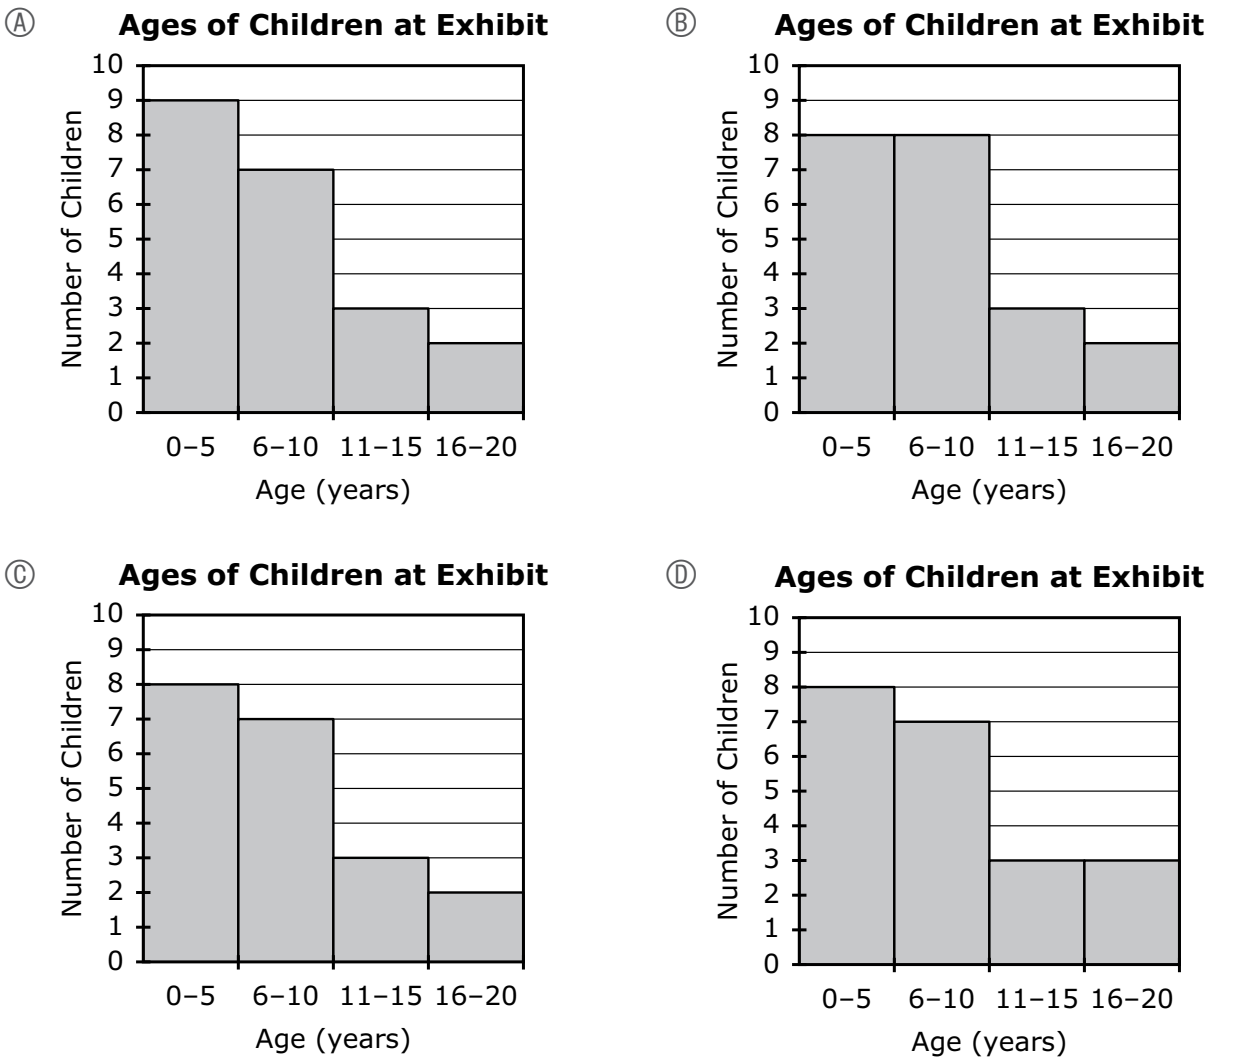 Ⓐ Ages of Children at Exhibit
10
9
8
7
6
5
4
3
2
1
0
Number of Children
0–5 6–10 11–15 16–20
Age (years)
Ⓑ Ages of Children at Exhibit
10
9
8
7
6
5
4
3
2
1
0
Number of Children
0–5 6–10 11–15 16–20
Age (years)
Ⓒ Ages of Children at Exhibit
10
9
8
7
6
5
4
3
2
1
0
Number of Children
0–5 6–10 11–15 16–20
Age (years)
Ⓓ Ages of Children at Exhibit
10
9
8
7
6
5
4
3
2
1
0
Number of Children
0–5 6–10 11–15 16–20
Age (years)